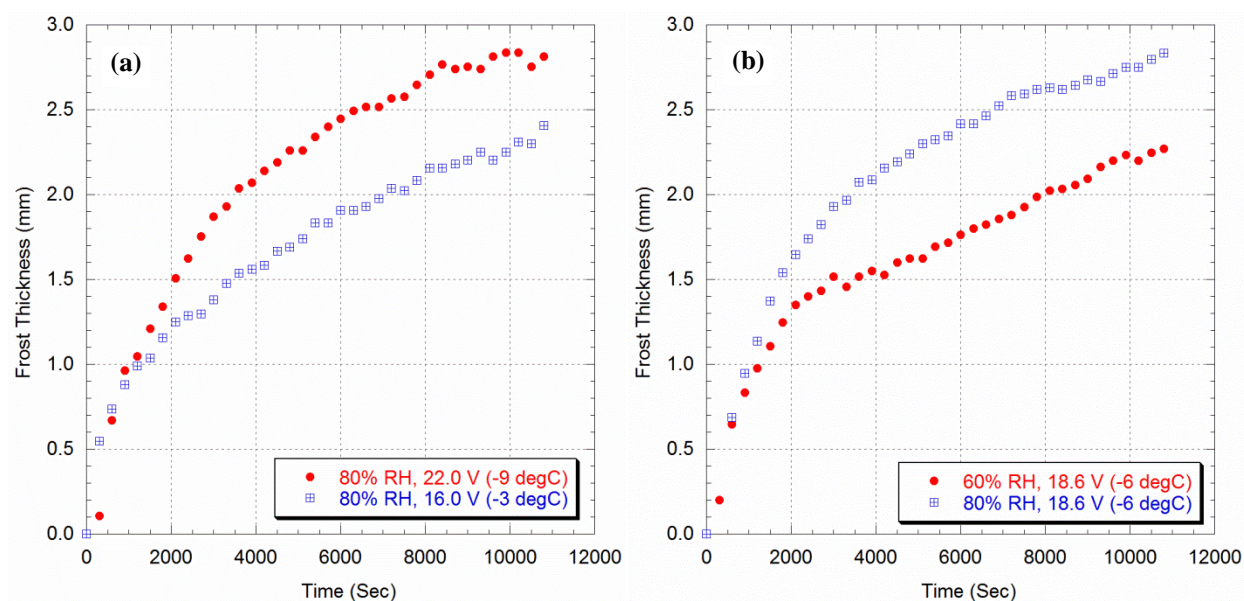 (a)
Frost Thickness (mm)
3.0
2.5
2.0
1.5
1.0
0.5
0.0
80% RH, 22.0 V (-9 degC)
80% RH, 16.0 V (-3 degC)
0 2000 4000 6000 8000 10000 12000
Time (Sec)
(b)
Frost Thickness (mm)
3.0
2.5
2.0
1.5
1.0
0.5
0.0
60% RH, 18.6 V (-6 degC)
80% RH, 18.6 V (-6 degC)
0 2000 4000 6000 8000 10000 12000
Time (Sec)